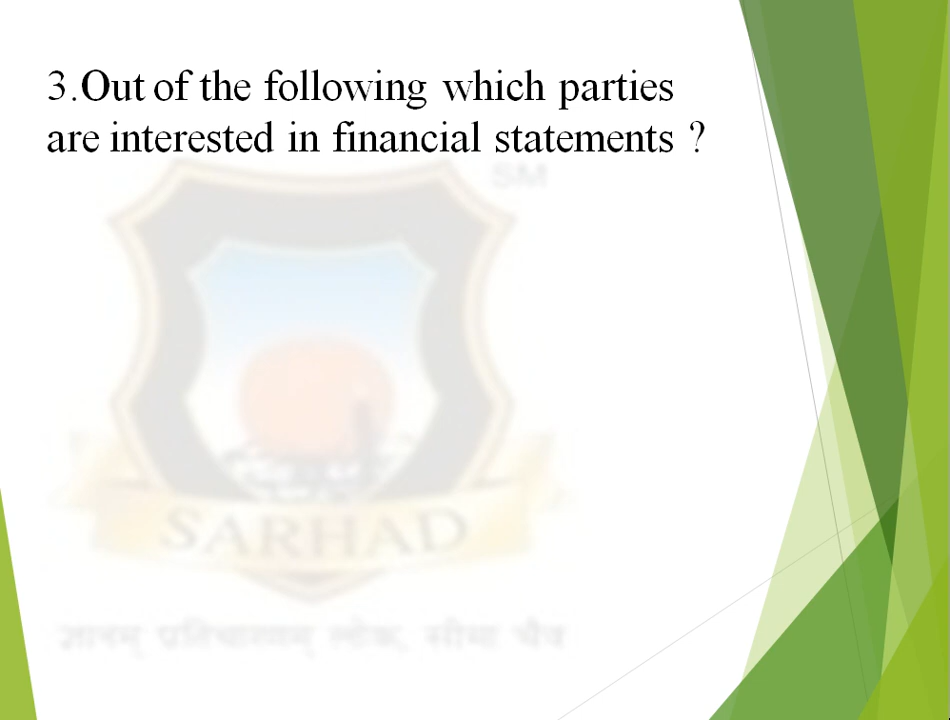 3.Out of the following which parties
are interested in financial statements ?
SM
SARHAD